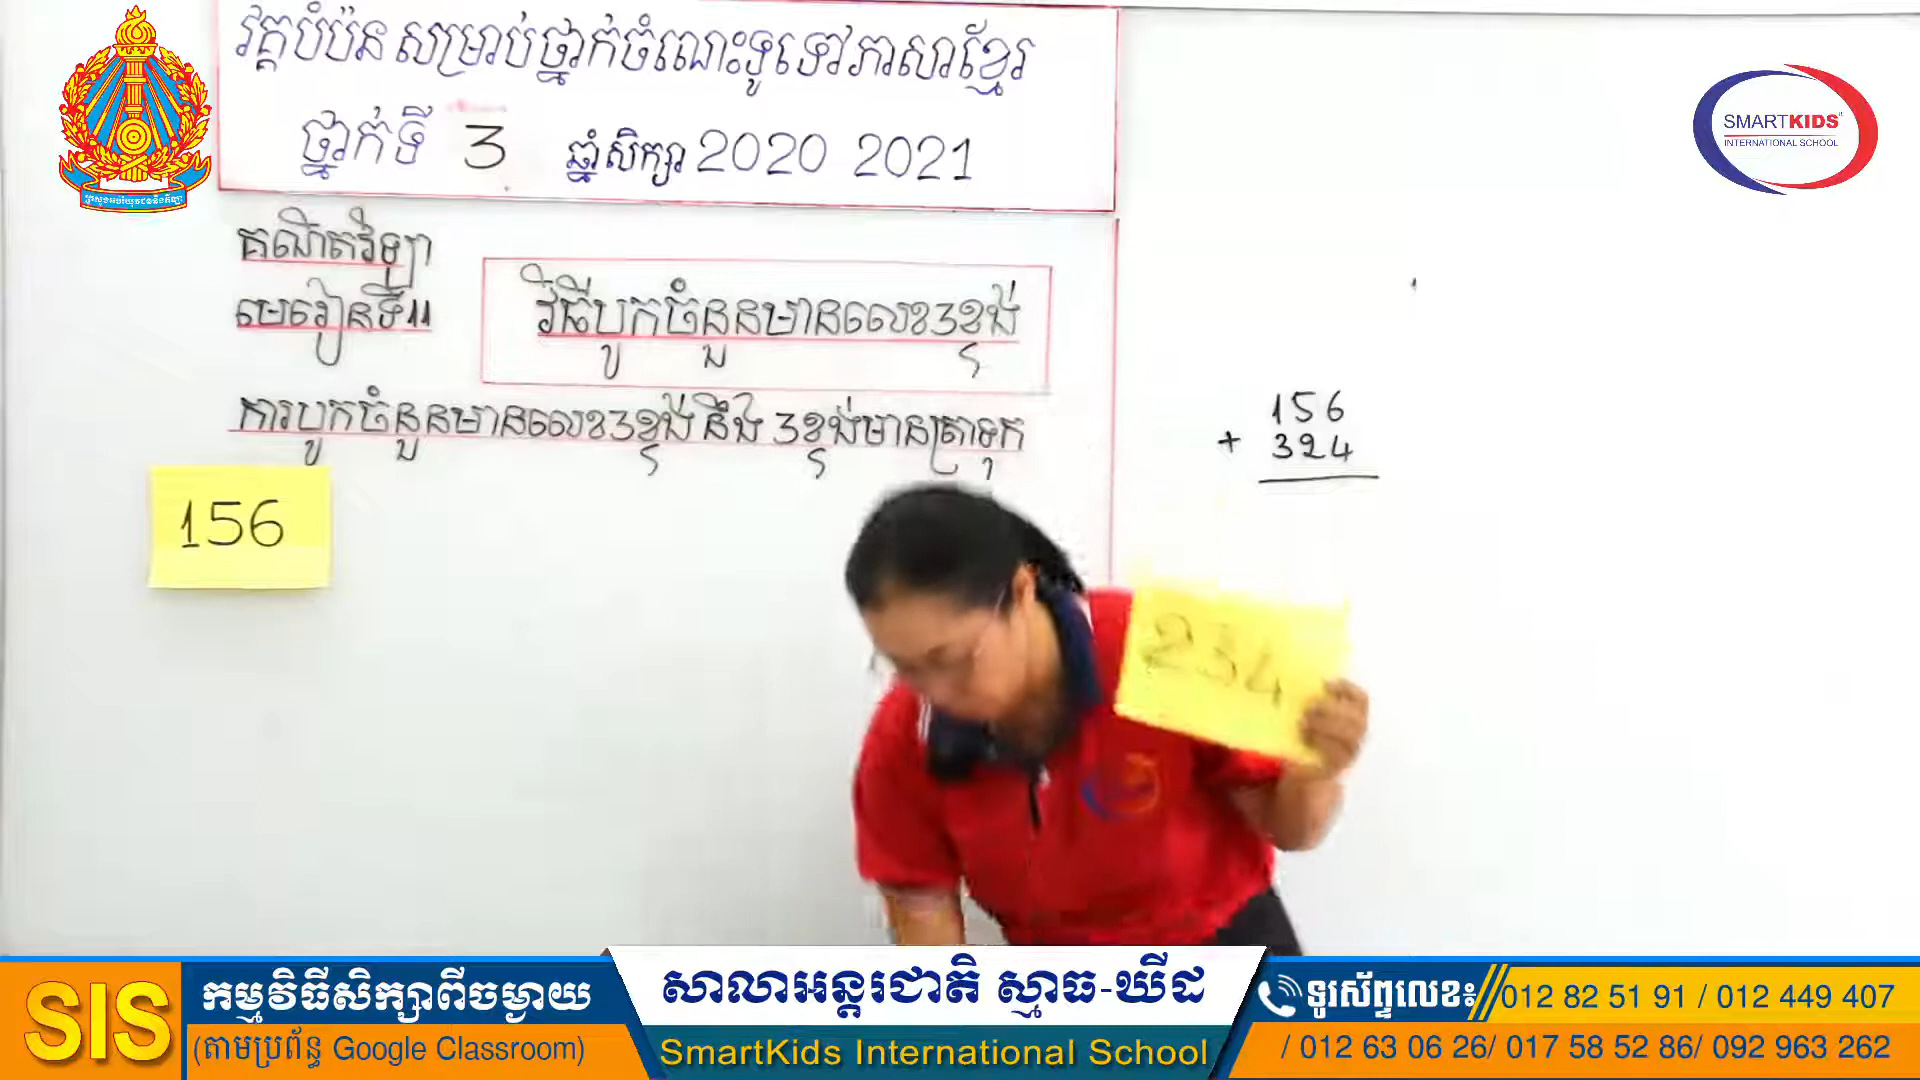 វគ្គបំប៉ន សម្រាប់ថ្នាក់ចំណេះទូទៅភាសាខ្មែរ
ថ្នាក់ទី 3 ឆ្នាំសិក្សា 2020 2021
SMARTKIDS
INTERNATIONAL SCHOOL
គណិតវិទ្យា
មេរៀនទី11
វិធីបូកចំនួនមានលេខ3ខ្ទង់
ការបូកចំនួនមានលេខ3ខ្ទង់ នឹង 3ខ្ទង់មានត្រាទុក
156
156
+ 324
234
SIS
កម្មវិធីសិក្សាពីចម្ងាយ
(តាមប្រព័ន្ធ Google Classroom)
សាលាអន្តរជាតិ ស្មាធ-ឃីដ
SmartKids International School
ទូរស័ព្ទលេខ៖ 012 82 51 91 / 012 449 407
/ 012 63 06 26/ 017 58 52 86/ 092 963 262